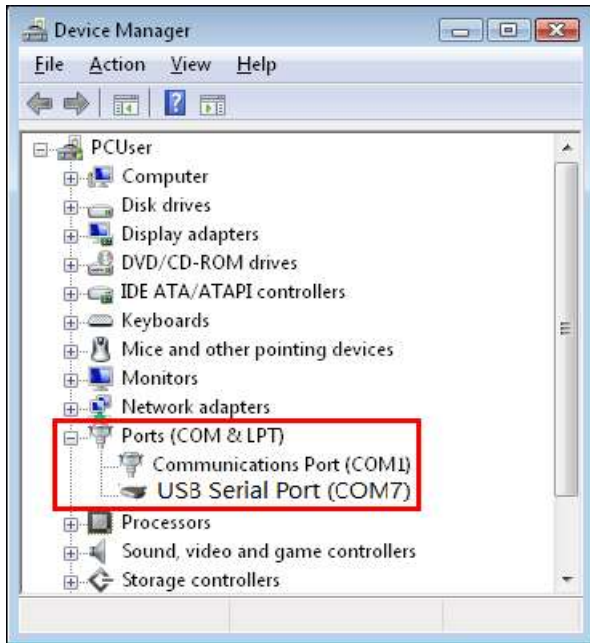 Device Manager
File Action View Help
PCUser
Computer
Disk drives
Display adapters
DVD/CD-ROM drives
IDE ATA/ATAPI controllers
Keyboards
Mice and other pointing devices
Monitors
Network adapters
Ports (COM & LPT)
Communications Port (COM1)
USB Serial Port (COM7)
Processors
Sound, video and game controllers
Storage controllers